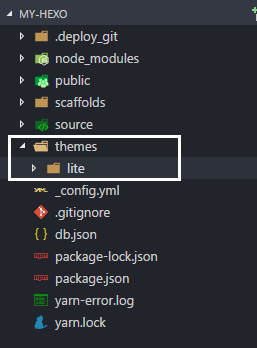 MY-HEXO
.deploy_git
node_modules
public
scaffolds
source
themes
lite
_config.yml
.gitignore
db.json
package-lock.json
package.json
yarn-error.log
yarn.lock